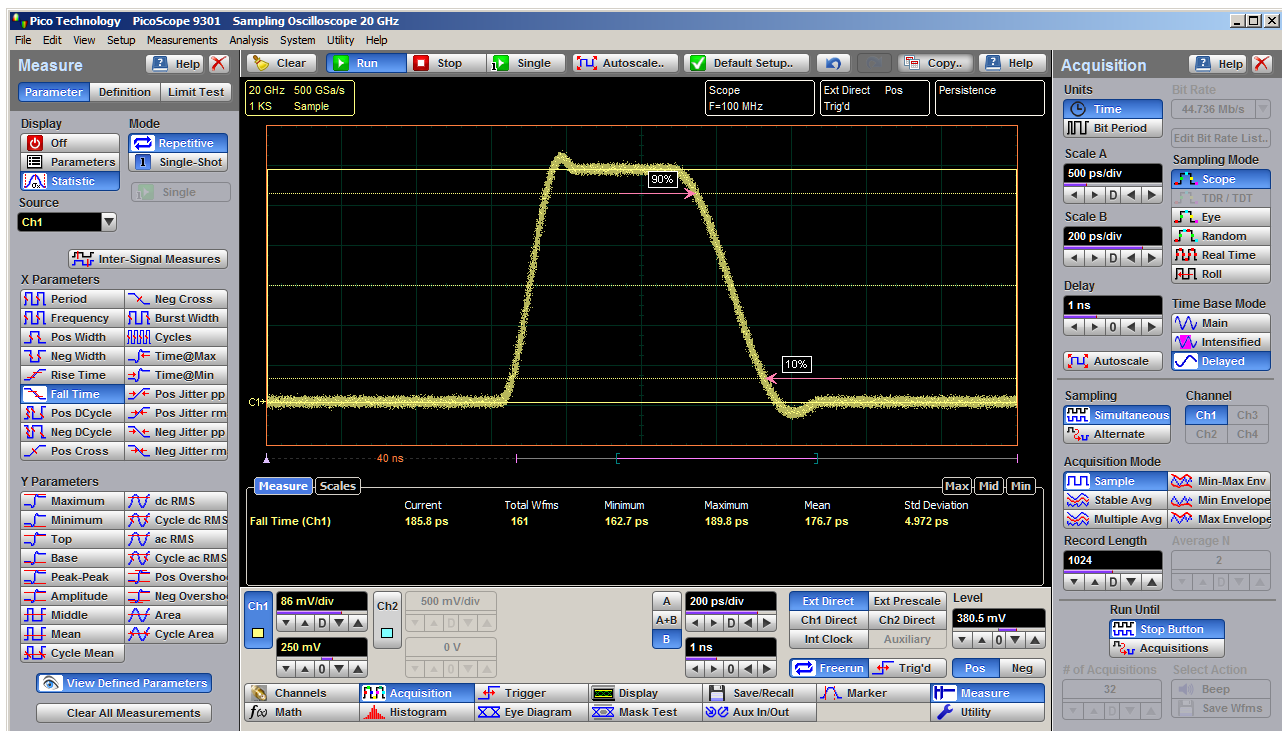 Pico Technology PicoScope 9301 Sampling Oscilloscope 20 GHz
File Edit View Setup Measurements Analysis System Utility Help
Measure
Help
Parameter Definition Limit Test
Display
Off
Parameters
Statistic
Mode
Repetitive
Single-Shot
Single
Source
Ch1
Inter-Signal Measures
X Parameters
Period Neg Cross
Frequency Burst Width
Pos Width Cycles
Neg Width Time@Max
Rise Time Time@Min
Fall Time Pos Jitter pp
Pos DCycle Pos Jitter rm
Neg DCycle Neg Jitter pp
Pos Cross Neg Jitter rm
Y Parameters
Maximum dc RMS
Minimum Cycle dc RMS
Top ac RMS
Base Cycle ac RMS
Peak-Peak Pos Oversho
Amplitude Neg Oversho
Middle Area
Mean Cycle Area
Cycle Mean
View Defined Parameters
Clear All Measurements
Clear Run Stop Single Autoscale.. Default Setup.. Copy.. Help
20 GHz 500 GSa/s
1 KS Sample
Scope
F=100 MHz
Ext Direct Pos
Trig'd
Persistence
90%
10%
C1
40 ns
Measure Scales Max Mid Min
Current Total Wfms Minimum Maximum Mean Std Deviation
Fall Time (Ch1) 185.8 ps 161 162.7 ps 189.8 ps 176.7 ps 4.972 ps
Ch1
86 mV/div
D
250 mV
0
Ch2
500 mV/div
D
0 V
0
A
A+B
B
200 ps/div
D
1 ns
0
Ext Direct Ext Prescale
Ch1 Direct Ch2 Direct
Int Clock Auxiliary
Freerun Trig'd
Level
380.5 mV
0
Pos Neg
Channels Acquisition Trigger Display Save/Recall Marker Measure
f(x) Math Histogram Eye Diagram Mask Test Aux In/Out Utility
Acquisition
Help
Units
Time
Bit Period
Bit Rate
44.736 Mb/s
Edit Bit Rate List..
Scale A
500 ps/div
D
Scale B
200 ps/div
D
Delay
1 ns
0
Autoscale
Sampling Mode
Scope
TDR / TDT
Eye
Random
Real Time
Roll
Time Base Mode
Main
Intensified
Delayed
Sampling
Simultaneous
Alternate
Channel
Ch1 Ch3
Ch2 Ch4
Acquisition Mode
Sample Min-Max Env
Stable Avg Min Envelope
Multiple Avg Max Envelope
Record Length
1024
D
Average N
2
D
Run Until
Stop Button
Acquisitions
# of Acquisitions
32
D
Select Action
Beep
Save Wfms